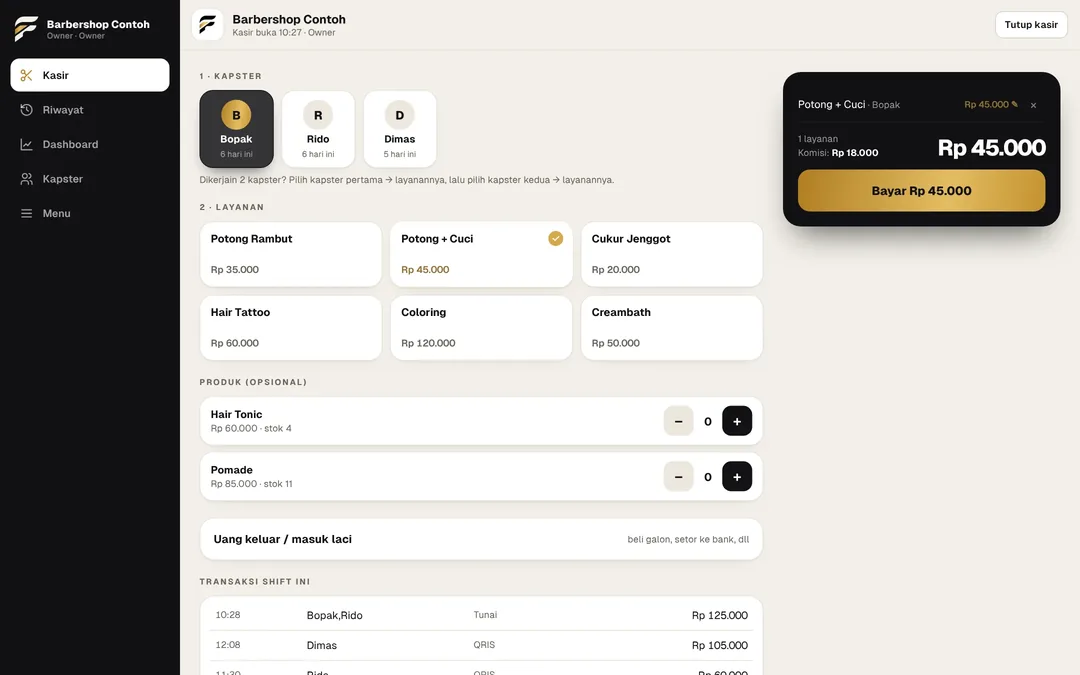 Barbershop Contoh
Owner · Owner
Kasir
Riwayat
Dashboard
Kapster
Menu
Barbershop Contoh
Kasir buka 10:27 · Owner
Tutup kasir
1 · KAPSTER
B
Bopak
6 hari ini
R
Rido
6 hari ini
D
Dimas
5 hari ini
Dikerjain 2 kapster? Pilih kapster pertama → layanannya, lalu pilih kapster kedua → layanannya.
2 · LAYANAN
Potong Rambut
Rp 35.000
Potong + Cuci
Rp 45.000
Cukur Jenggot
Rp 20.000
Hair Tattoo
Rp 60.000
Coloring
Rp 120.000
Creambath
Rp 50.000
PRODUK (OPSIONAL)
Hair Tonic
Rp 60.000 · stok 4
− 0 +
Pomade
Rp 85.000 · stok 11
− 0 +
Uang keluar / masuk laci
beli galon, setor ke bank, dll
TRANSAKSI SHIFT INI
10:28 Bopak,Rido Tunai Rp 125.000
12:08 Dimas QRIS Rp 105.000
11:20 Rido QRIS Rp 60.000
Potong + Cuci · Bopak Rp 45.000 ✎ ×
1 layanan
Komisi: Rp 18.000
Rp 45.000
Bayar Rp 45.000